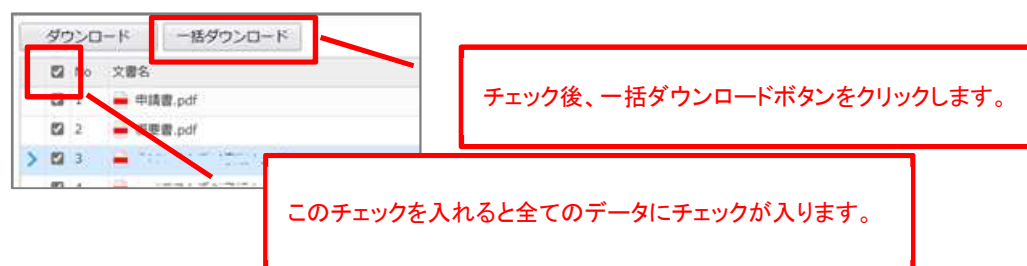 ダウンロード 一括ダウンロード
No 文書名
1 申請書.pdf
2 概要書.pdf
3
チェック後、一括ダウンロードボタンをクリックします。
このチェックを入れると全てのデータにチェックが入ります。